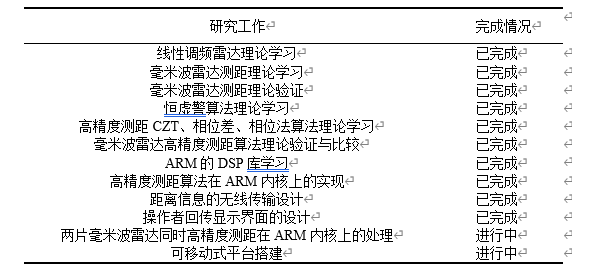 研究工作 完成情况
线性调频雷达理论学习 已完成
毫米波雷达测距理论学习 已完成
毫米波雷达测距理论验证 已完成
恒虚警算法理论学习 已完成
高精度测距 CZT、相位差、相位法算法理论学习 已完成
毫米波雷达高精度测距算法理论验证与比较 已完成
ARM 的 DSP 库学习 已完成
高精度测距算法在 ARM 内核上的实现 已完成
距离信息的无线传输设计 已完成
操作者回传显示界面的设计 已完成
两片毫米波雷达同时高精度测距在 ARM 内核上的处理 进行中
可移动式平台搭建 进行中